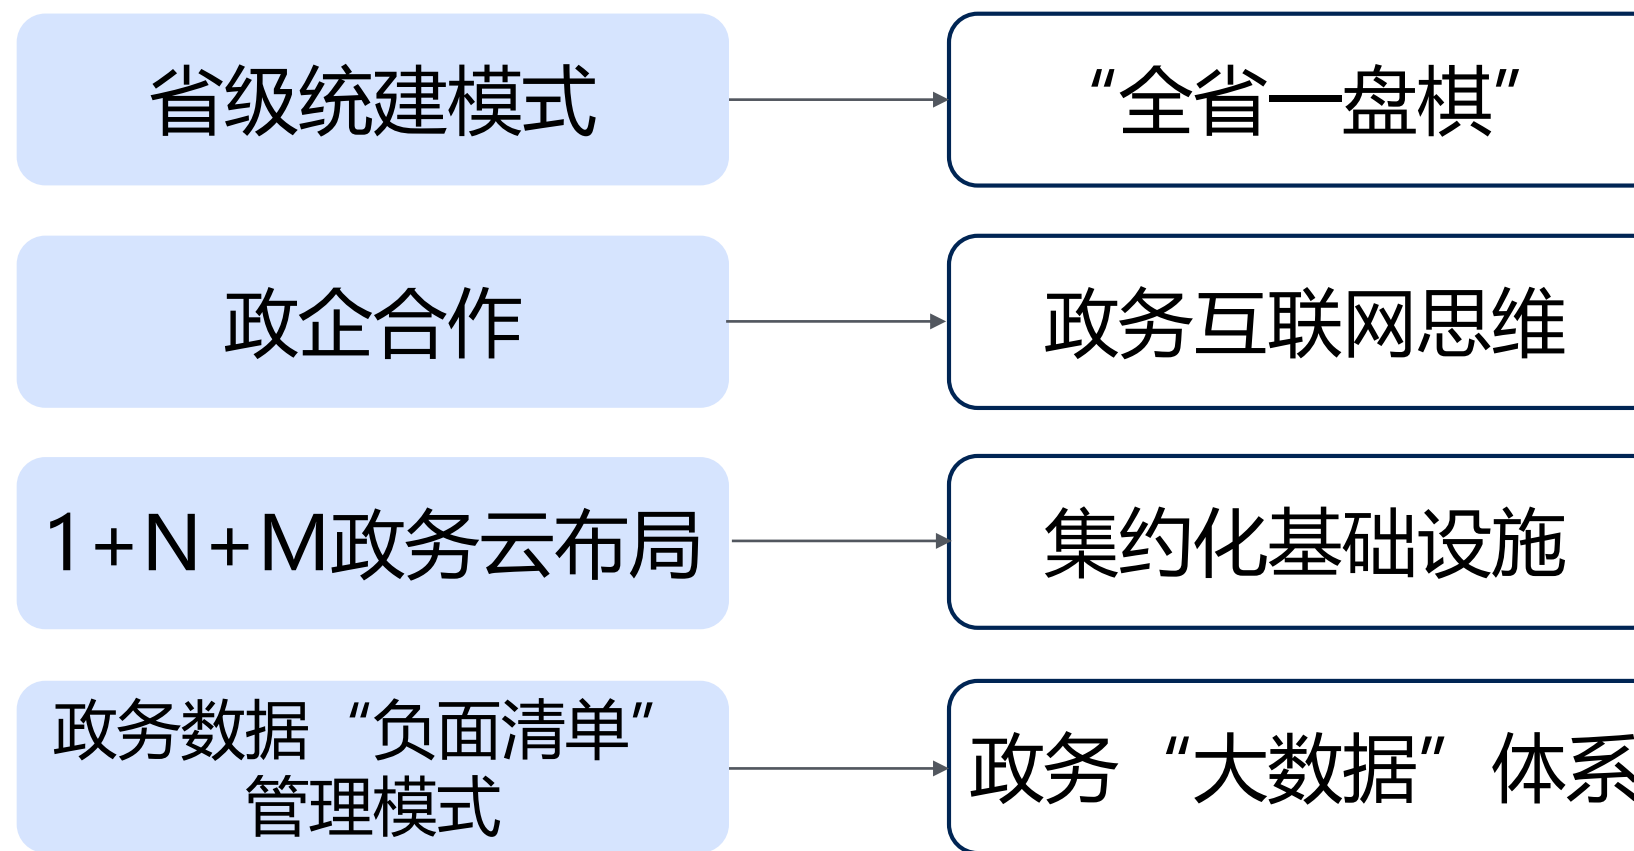 省级统建模式
“全省一盘棋”
政企合作
政务互联网思维
1+N+M政务云布局
集约化基础设施
政务数据“负面清单”
管理模式
政务“大数据”体系